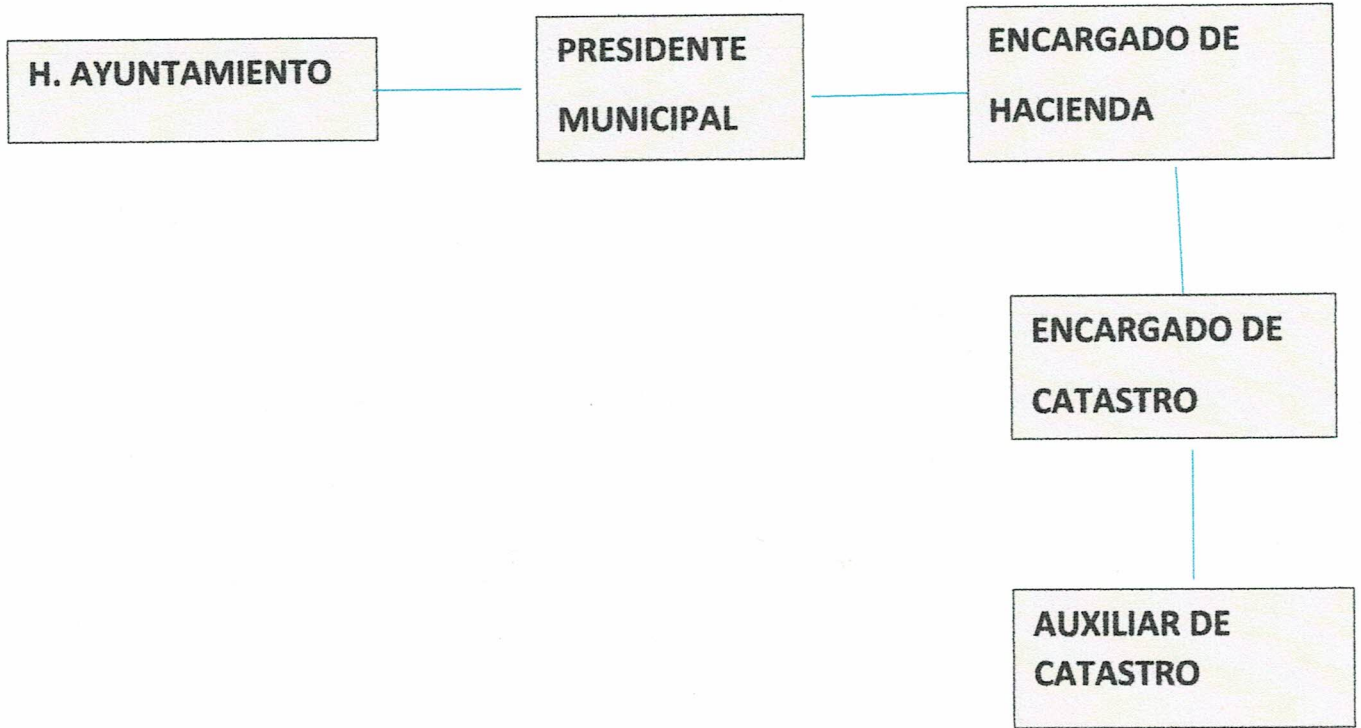 H. AYUNTAMIENTO
PRESIDENTE
MUNICIPAL
ENCARGADO DE
HACIENDA
ENCARGADO DE
CATASTRO
AUXILIAR DE
CATASTRO